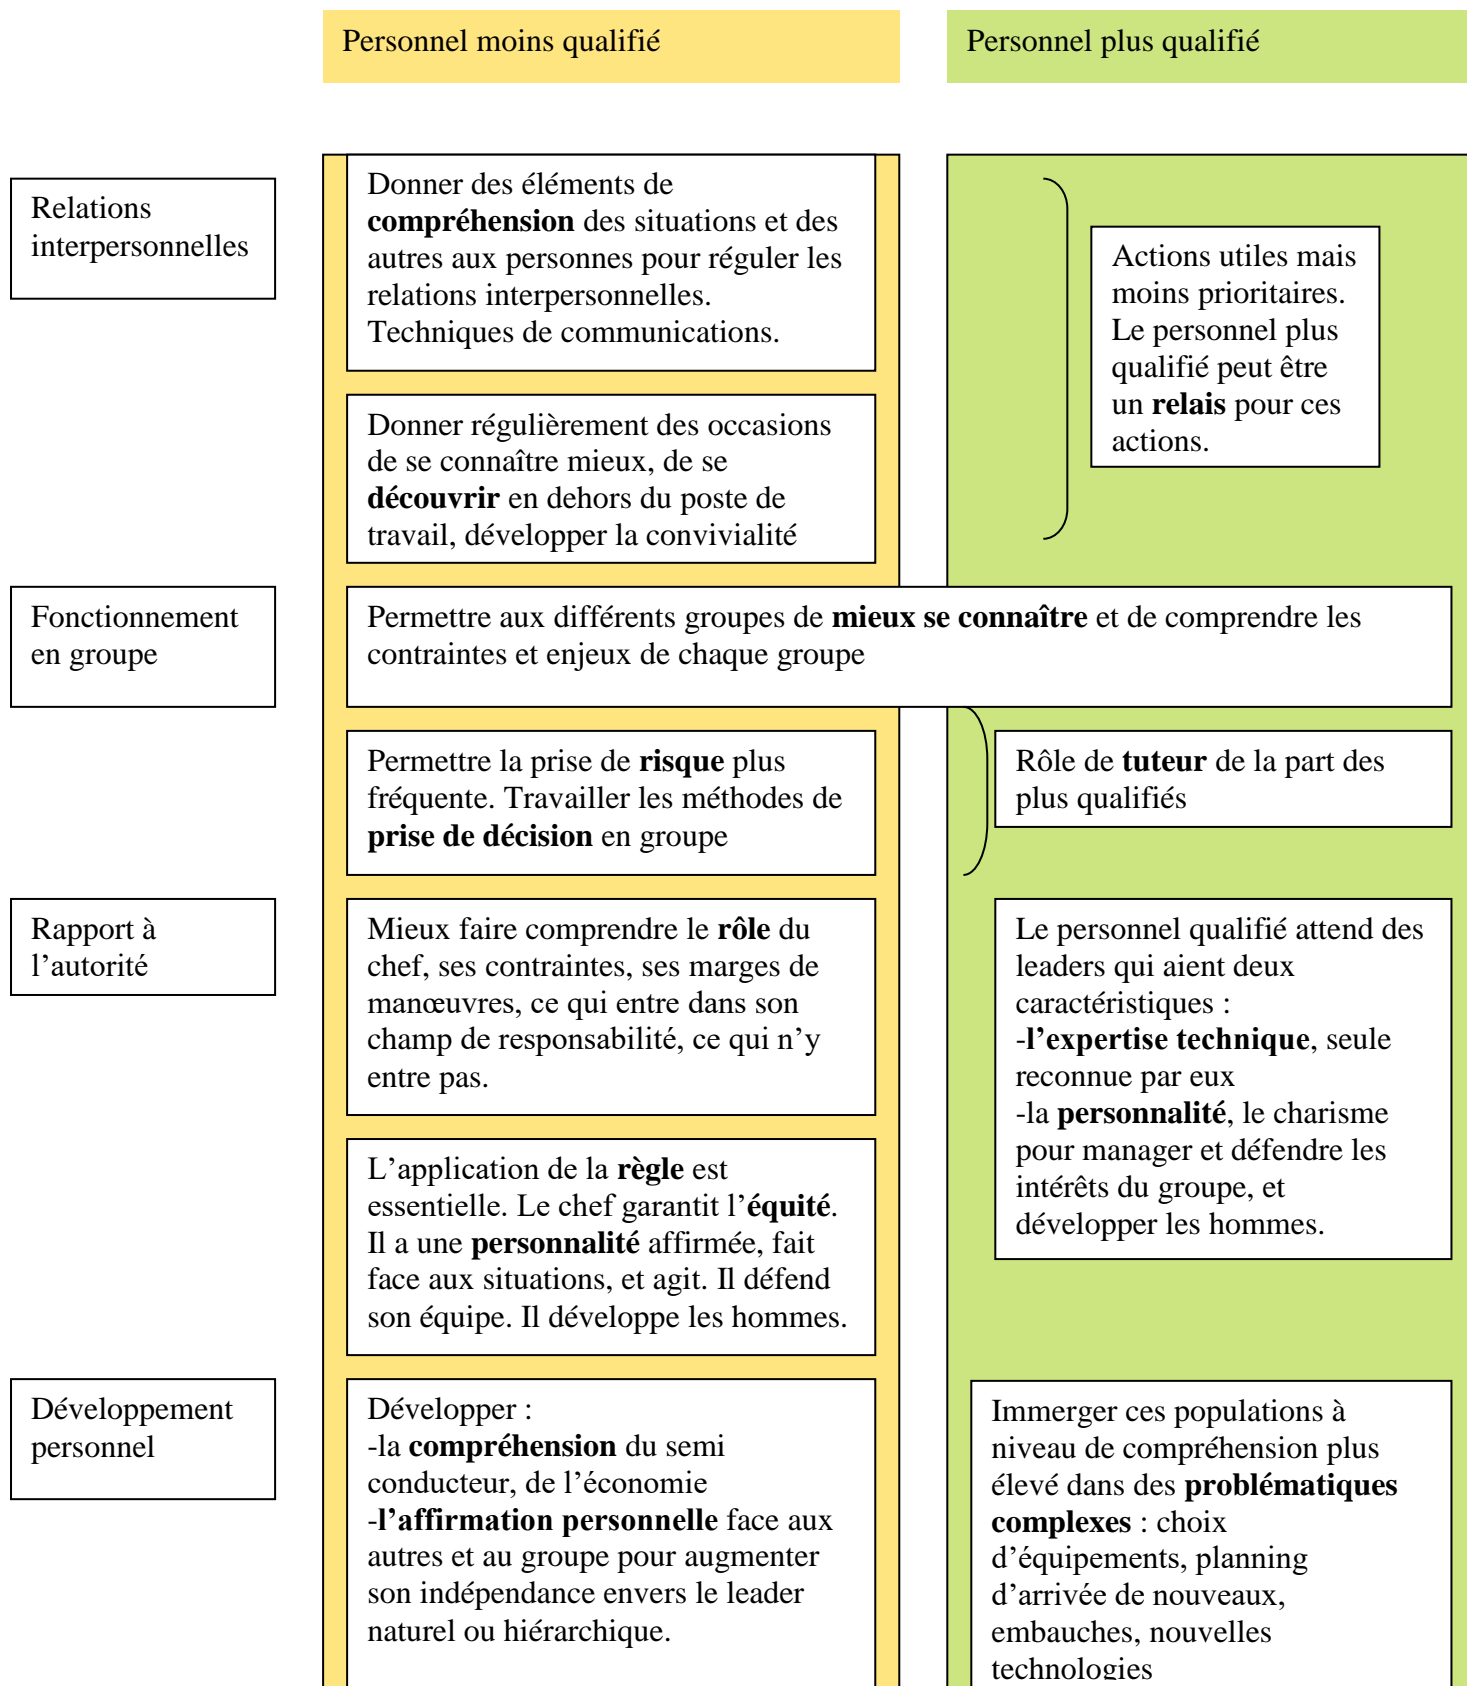 Personnel moins qualifié
Personnel plus qualifié
Relations
interpersonnelles
Donner des éléments de
compréhension des situations et des
autres aux personnes pour réguler les
relations interpersonnelles.
Techniques de communications.
Donner régulièrement des occasions
de se connaître mieux, de se
découvrir en dehors du poste de
travail, développer la convivialité
Actions utiles mais
moins prioritaires.
Le personnel plus
qualifié peut être
un relais pour ces
actions.
Fonctionnement
en groupe
Permettre aux différents groupes de mieux se connaître et de comprendre les
contraintes et enjeux de chaque groupe
Permettre la prise de risque plus
fréquente. Travailler les méthodes de
prise de décision en groupe
Rôle de tuteur de la part des
plus qualifiés
Rapport à
l’autorité
Mieux faire comprendre le rôle du
chef, ses contraintes, ses marges de
manœuvres, ce qui entre dans son
champ de responsabilité, ce qui n’y
entre pas.
L’application de la règle est
essentielle. Le chef garantit l’équité.
Il a une personnalité affirmée, fait
face aux situations, et agit. Il défend
son équipe. Il développe les hommes.
Le personnel qualifié attend des
leaders qui aient deux
caractéristiques :
-l’expertise technique, seule
reconnue par eux
-la personnalité, le charisme
pour manager et défendre les
intérêts du groupe, et
développer les hommes.
Développement
personnel
Développer :
-la compréhension du semi
conducteur, de l’économie
-l’affirmation personnelle face aux
autres et au groupe pour augmenter
son indépendance envers le leader
naturel ou hiérarchique.
Immerger ces populations à
niveau de compréhension plus
élevé dans des problématiques
complexes : choix
d’équipements, planning
d’arrivée de nouveaux,
embauches, nouvelles
technologies